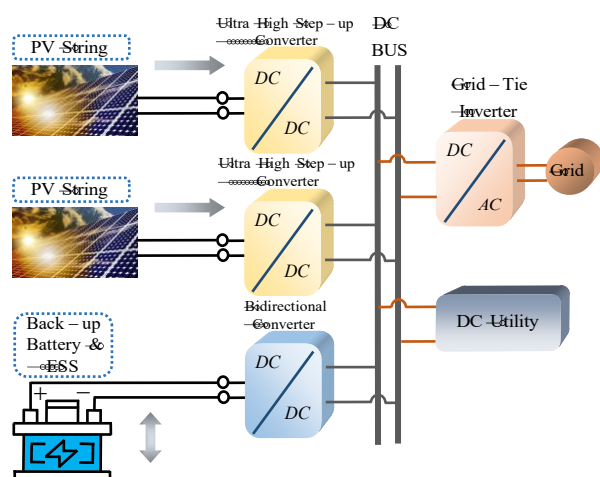 Ultra High Step-up
Converter
DC
BUS
PV String
DC
DC
Grid – Tie
Inverter
DC
AC
Grid
Ultra High Step-up
Converter
PV String
DC
DC
Bidirectional
Converter
Back – up
Battery &
ESS
DC
DC
DC Utility
+ −